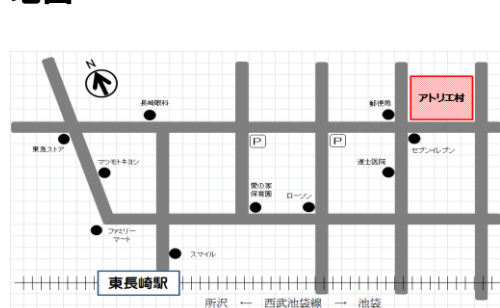 N
長崎眼科
郵便局
アトリエ村
東急ストア
P
P
セブンイレブン
マツモトキヨシ
道士医院
愛の家
保育園
ローソン
ファミリー
マート
スマイル
東長崎駅
所沢 ← 西武池袋線 → 池袋